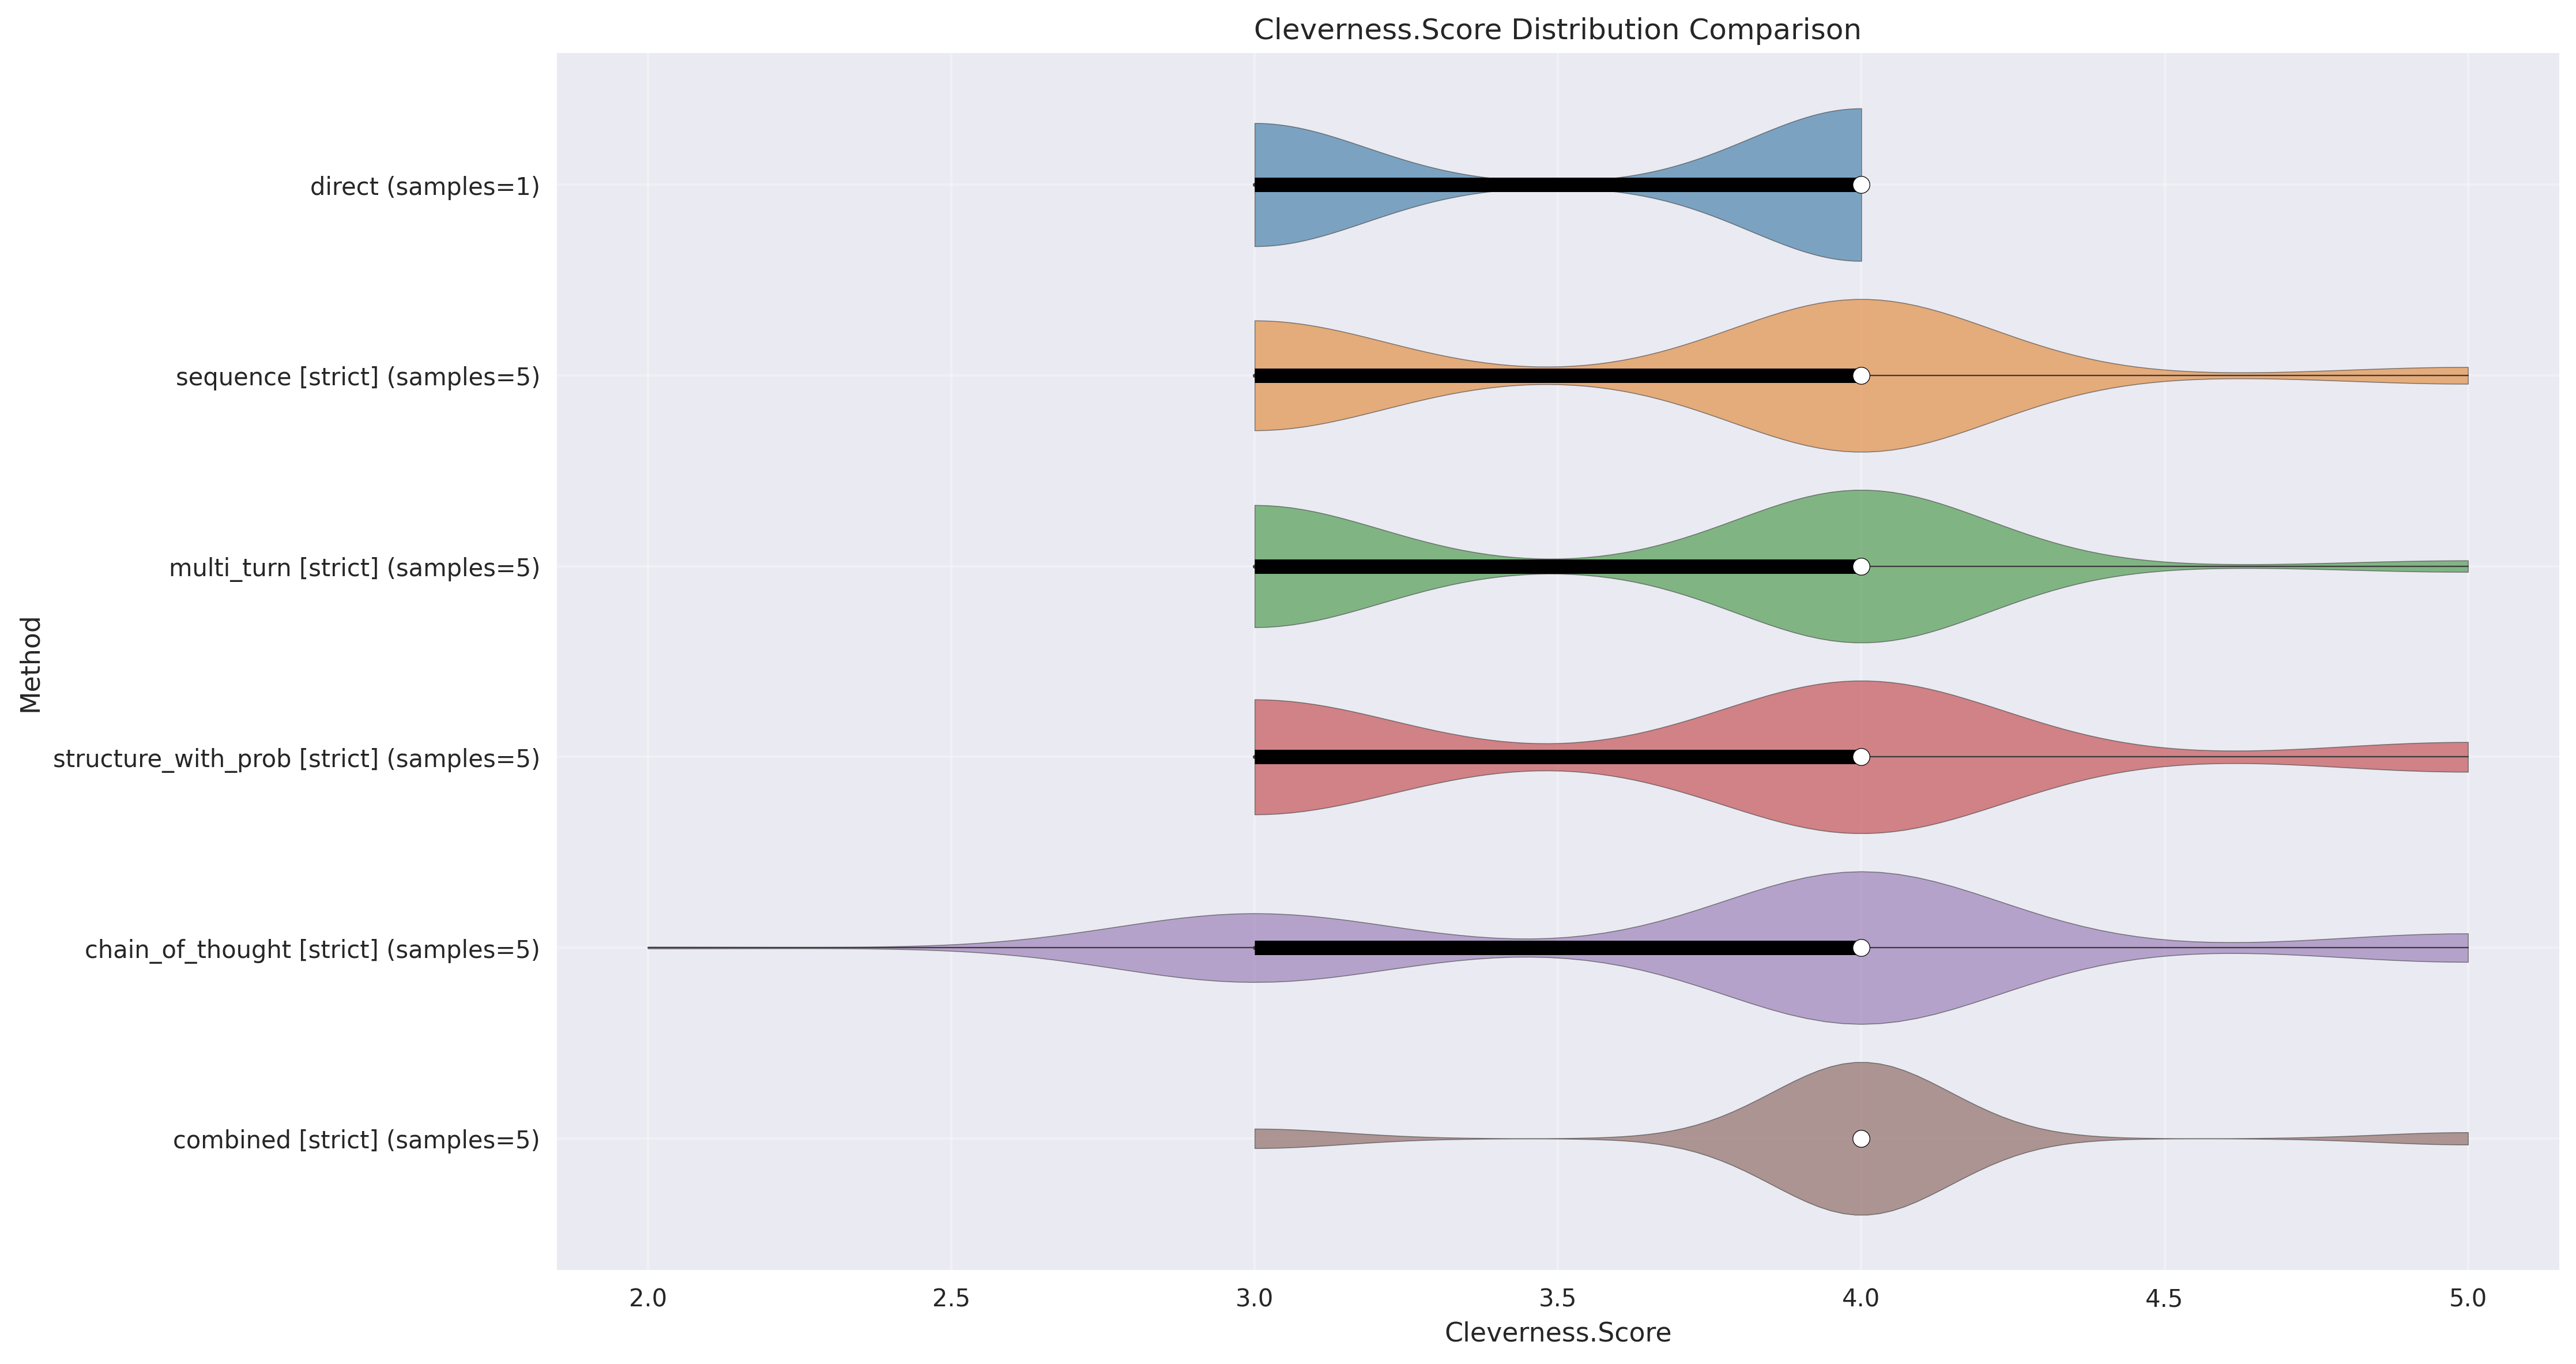 Cleverness.Score Distribution Comparison
Method
direct (samples=1)
sequence [strict] (samples=5)
multi_turn [strict] (samples=5)
structure_with_prob [strict] (samples=5)
chain_of_thought [strict] (samples=5)
combined [strict] (samples=5)
2.0 2.5 3.0 3.5 4.0 4.5 5.0
Cleverness.Score